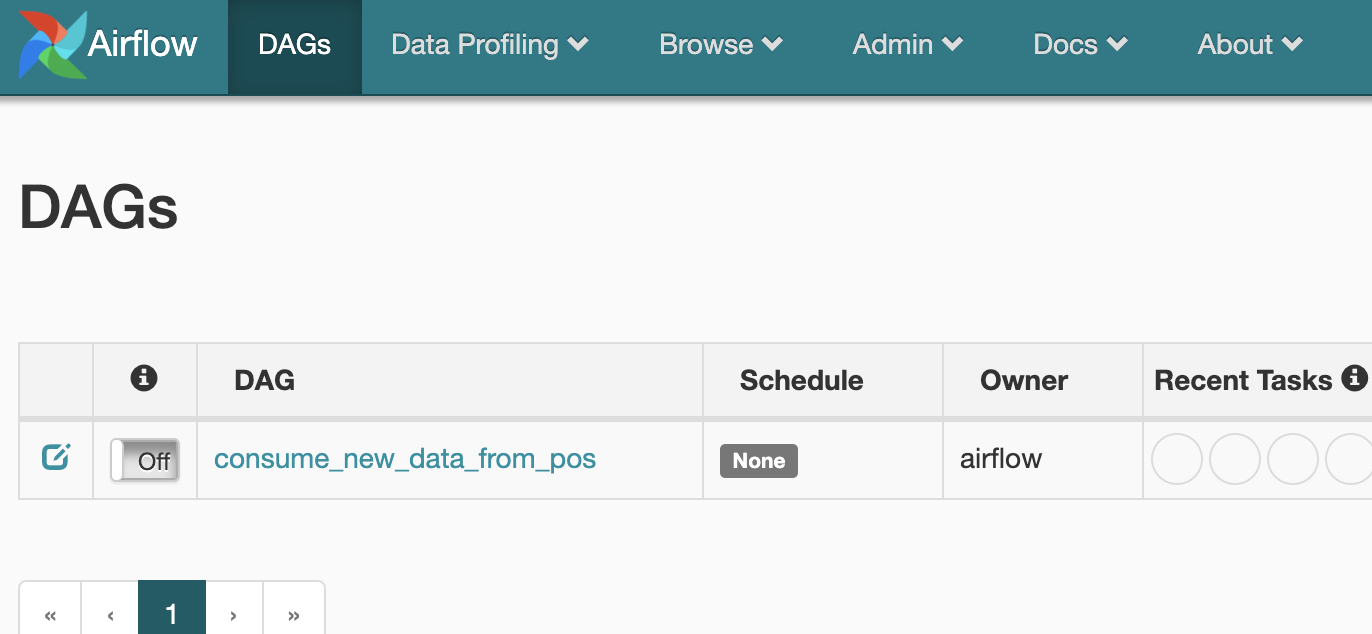 Airflow DAGs Data Profiling Browse Admin Docs About
DAGs
DAG Schedule Owner Recent Tasks
Off consume_new_data_from_pos None airflow
« ‹ 1 › »